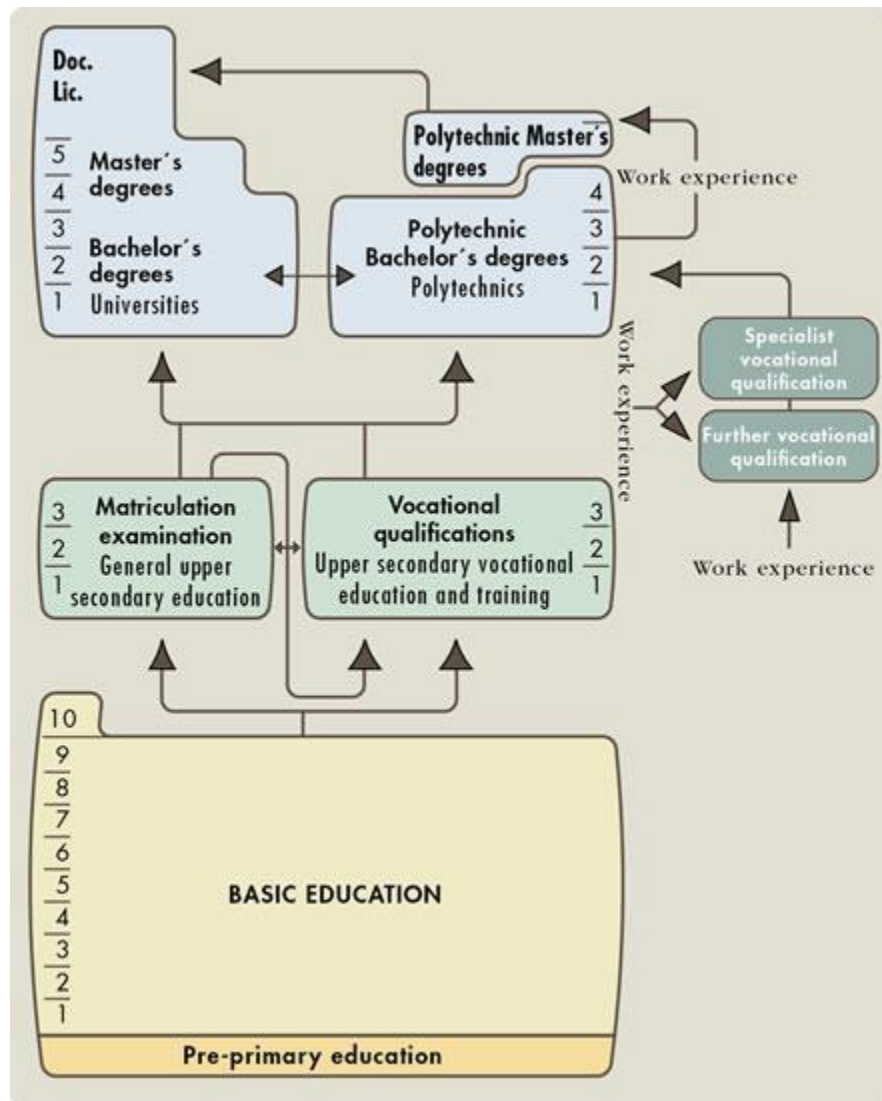 Doc.
Lic.
5
4
3
2
1
Master´s
degrees
Bachelor´s
degrees
Universities
Polytechnic Master´s
degrees
Work experience
Polytechnic
Bachelor´s degrees
Polytechnics
4
3
2
1
Work experience
Specialist
vocational
qualification
Further vocational
qualification
Work experience
3
2
1
Matriculation
examination
General upper
secondary education
Vocational
qualifications
Upper secondary vocational
education and training
3
2
1
10
9
8
7
6
5
4
3
2
1
BASIC EDUCATION
Pre-primary education